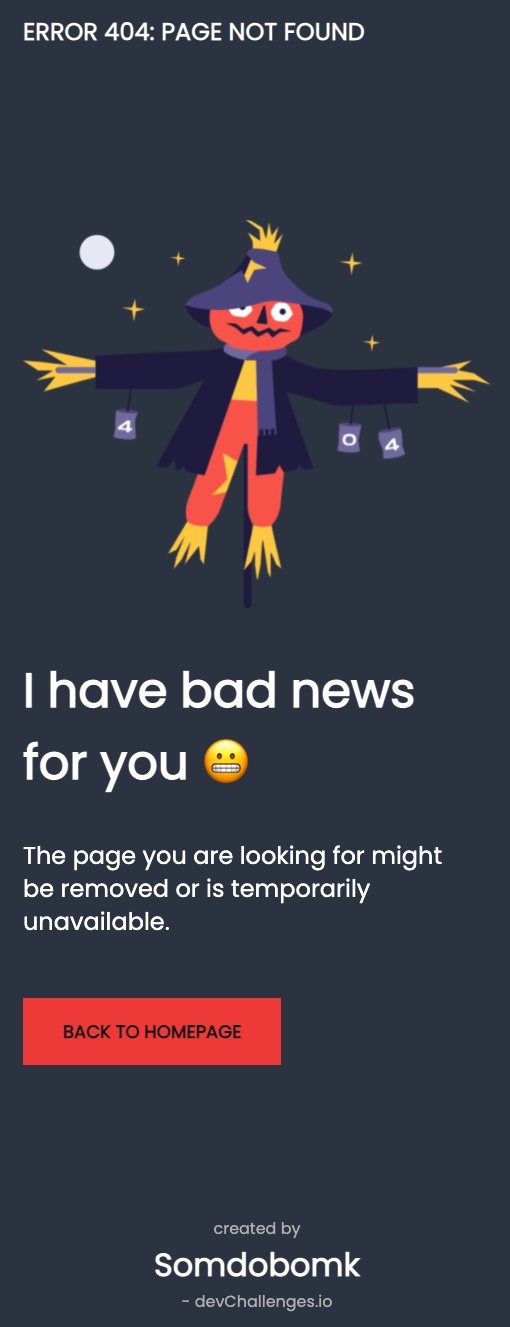 ERROR 404: PAGE NOT FOUND
4
0
4
I have bad news
for you 😬
The page you are looking for might
be removed or is temporarily
unavailable.
BACK TO HOMEPAGE
created by
Somdobomk
- devChallenges.io